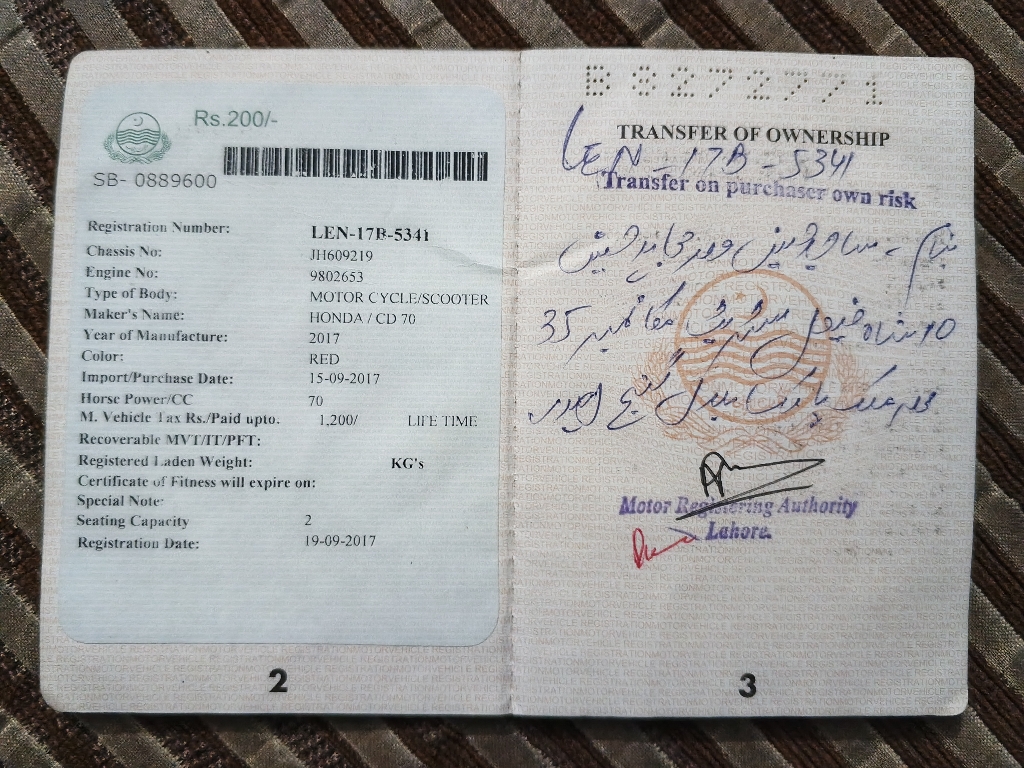 Rs.200/-
SB- 0889600
Registration Number: LEN-17B-5341
Chassis No: JH609219
Engine No: 9802653
Type of Body: MOTOR CYCLE/SCOOTER
Maker's Name: HONDA / CD 70
Year of Manufacture: 2017
Color: RED
Import/Purchase Date: 15-09-2017
Horse Power/CC 70
M. Vehicle Tax Rs./Paid upto. 1,200/ LIFE TIME
Recoverable MVT/IT/PFT:
Registered Laden Weight: KG's
Certificate of Fitness will expire on:
Special Note:
Seating Capacity 2
Registration Date: 19-09-2017
2
B8272771
TRANSFER OF OWNERSHIP
LEN-17B-5341
Transfer on purchaser own risk
بنام
35
Motor Registering Authority
Lahore.
3